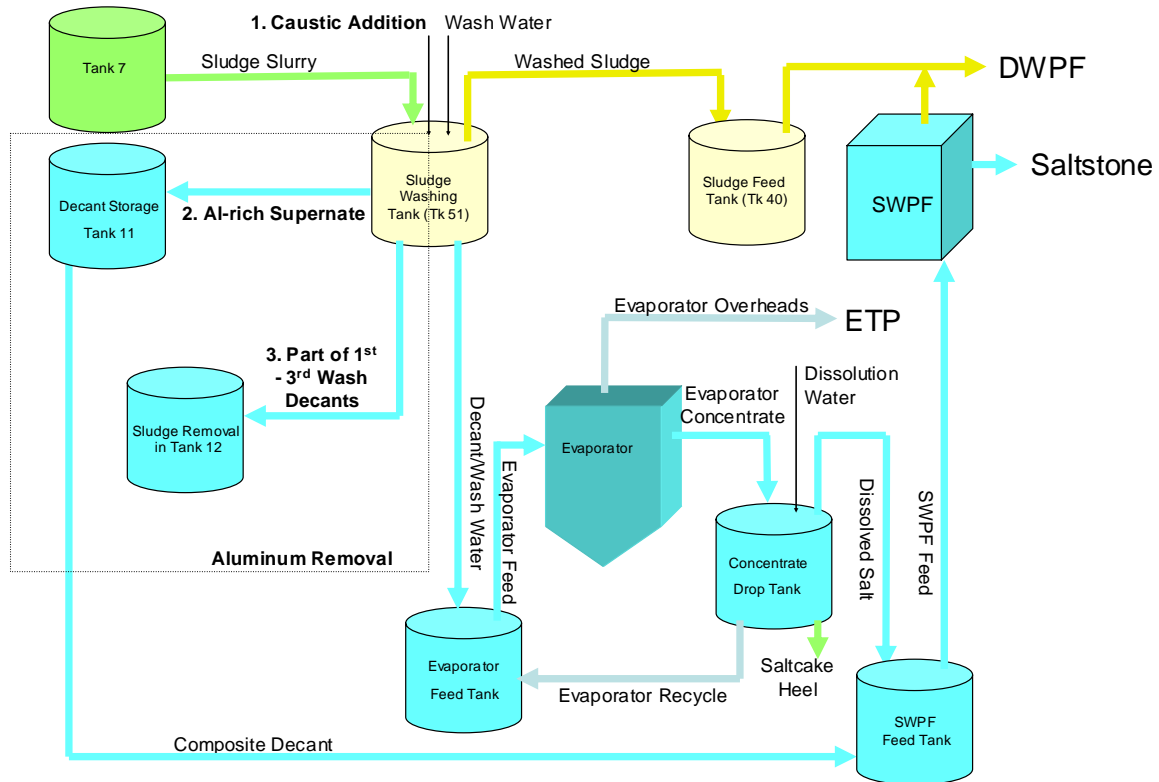 1. Caustic Addition
Wash Water
Tank 7
Sludge Slurry
Washed Sludge
DWPF
Decant Storage
Tank 11
2. Al-rich Supernate
Sludge
Washing
Tank (Tk 51)
Sludge Feed
Tank (Tk 40)
SWPF
Saltstone
Evaporator Overheads
ETP
3. Part of 1st
- 3rd Wash
Decants
Sludge Removal
in Tank 12
Decant/Wash Water
Evaporator Feed
Evaporator
Evaporator
Concentrate
Dissolution
Water
Dissolved Salt
SWPF Feed
Aluminum Removal
Concentrate
Drop Tank
Evaporator
Feed Tank
Evaporator Recycle
Saltcake
Heel
SWPF
Feed Tank
Composite Decant